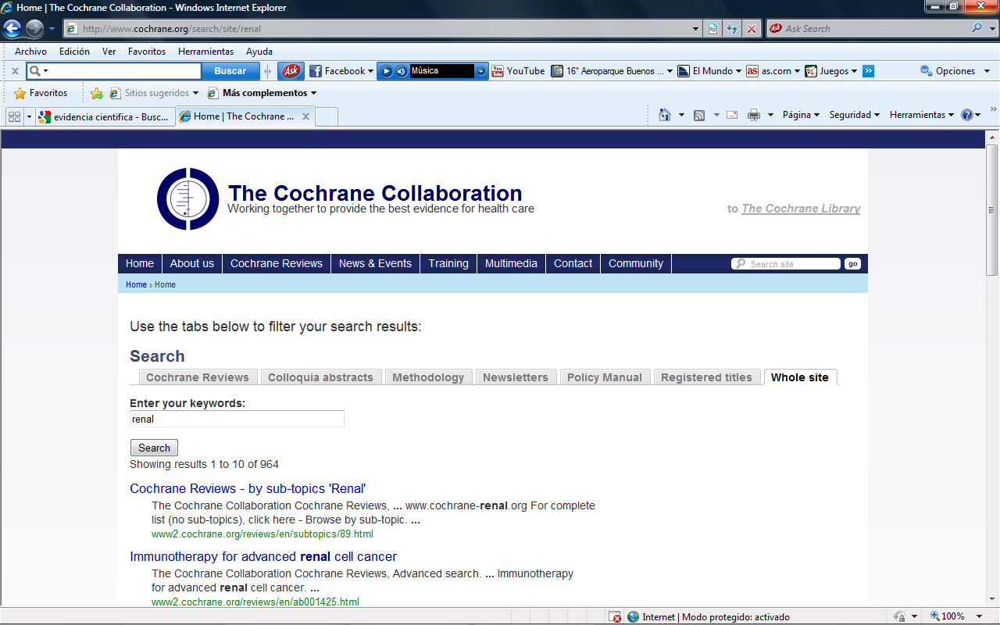 Home | The Cochrane Collaboration - Windows Internet Explorer
http://www.cochrane.org/search/site/renal
Ask Ask Search
Archivo Edición Ver Favoritos Herramientas Ayuda
Buscar Ask Facebook Música YouTube 16° Aeroparque Buenos ... El Mundo as as.com Juegos » Opciones
Favoritos Sitios sugeridos Más complementos
evidencia cientifica - Busc... Home | The Cochrane ... Página Seguridad Herramientas »
The Cochrane Collaboration
Working together to provide the best evidence for health care
to The Cochrane Library
Home About us Cochrane Reviews News & Events Training Multimedia Contact Community Search site go
Home › Home
Use the tabs below to filter your search results:
Search
Cochrane Reviews Colloquia abstracts Methodology Newsletters Policy Manual Registered titles Whole site
Enter your keywords:
renal
Search
Showing results 1 to 10 of 964
Cochrane Reviews - by sub-topics 'Renal'
The Cochrane Collaboration Cochrane Reviews, ... www.cochrane-renal.org For complete
list (no sub-topics), click here - Browse by sub-topic. ...
www2.cochrane.org/reviews/en/subtopics/89.html
Immunotherapy for advanced renal cell cancer
The Cochrane Collaboration Cochrane Reviews, Advanced search. ... Immunotherapy
for advanced renal cell cancer. ...
www2.cochrane.org/reviews/en/ab001425.html
Internet | Modo protegido: activado 100%